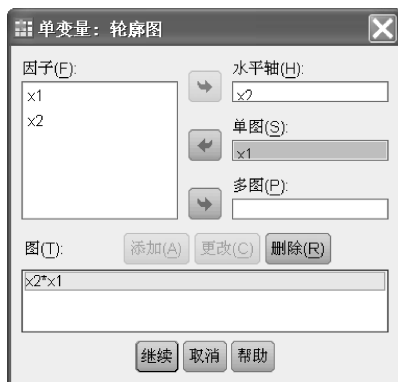 单变量：轮廓图
因子(F):
x1
x2
水平轴(H):
x2
单图(S):
x1
多图(P):
图(T):
添加(A) 更改(C) 删除(R)
x2*x1
继续 取消 帮助